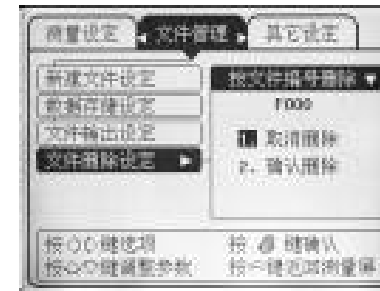 测量设定 文件管理 其它设定
新建文件设定
数据存储设定
文件输出设定
文件删除设定
按文件编号删除
F000
1. 取消删除
2. 确认删除
按 键选项
按 键确认
按 键调整参数
按 键返回测量屏